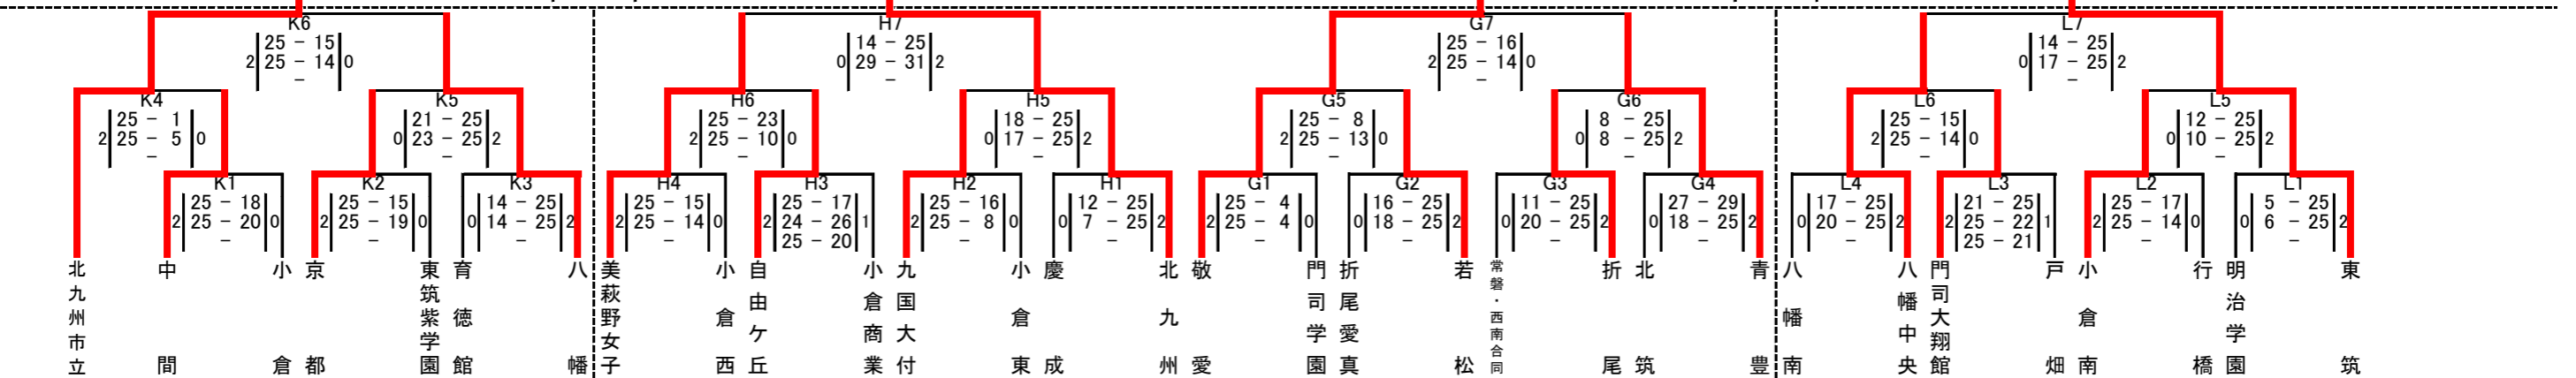 K6 H7 G7 L7
25 - 15 14 - 25 25 - 16 14 - 25
2 25 - 14 0 0 29 - 31 2 2 25 - 14 0 0 17 - 25 2
- - - -
K4 K5 H6 H5 G5 G6 L6 L5
25 - 1 21 - 25 25 - 23 18 - 25 25 - 8 8 - 25 25 - 15 12 - 25
2 25 - 5 0 0 23 - 25 2 2 25 - 10 0 0 17 - 25 2 2 25 - 13 0 0 8 - 25 2 2 25 - 14 0 0 10 - 25 2
- - - - - - - -
K1 K2 K3 H4 H3 H2 H1 G1 G2 G3 G4 L4 L3 L2 L1
25 - 18 25 - 15 14 - 25 25 - 15 25 - 17 25 - 16 12 - 25 25 - 4 16 - 25 11 - 25 27 - 29 17 - 25 21 - 25 25 - 17 5 - 25
2 25 - 20 0 2 25 - 19 0 0 14 - 25 2 2 25 - 14 0 2 24 - 26 1 2 25 - 8 0 0 7 - 25 2 2 25 - 4 0 0 18 - 25 2 0 20 - 25 2 0 18 - 25 2 0 20 - 25 2 2 25 - 22 1 2 25 - 14 0 0 6 - 25 2
- - - - 25 - 20 - - - - - - - 25 - 21 - -
北九州市立
中間
小倉
京都
東筑紫学園
育徳館
八幡
美萩野女子
小倉西
自由ケ丘
小倉商業
九国大付
小倉東
慶成
北九州
敬愛
門司学園
折尾愛真
若松
常磐・西南合同
折尾
北筑
青豊
八幡南
八幡中央
門司大翔館
戸畑
小倉南
行橋
明治学園
東筑